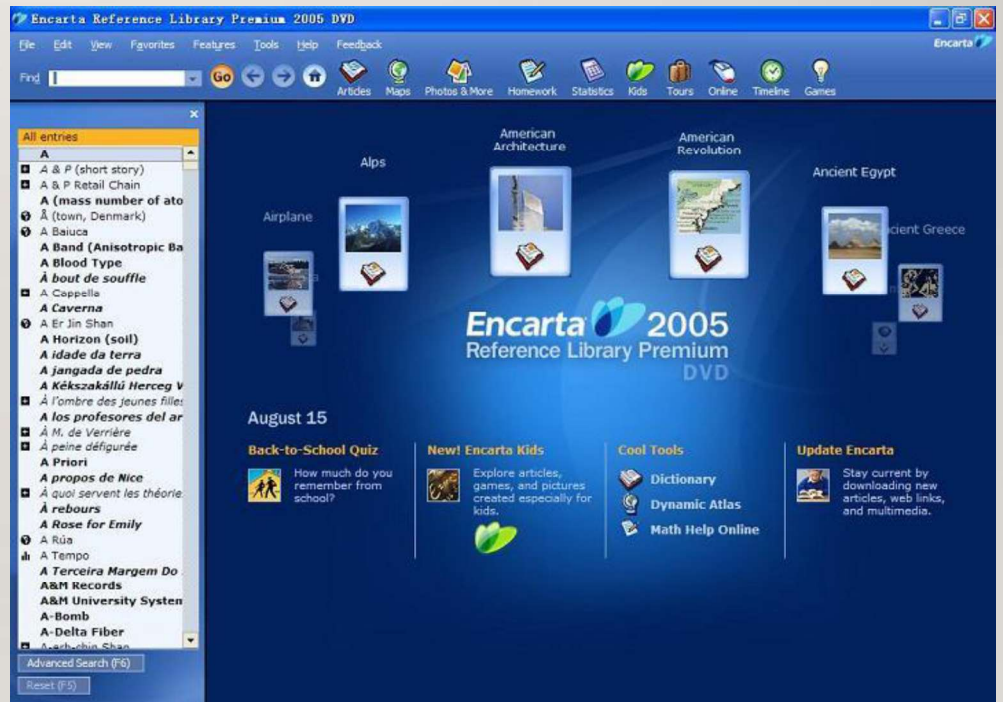 Encarta Reference Library Premium 2005 DVD
File Edit View Favorites Features Tools Help Feedback
Encarta
Find
Go
Articles Maps Photos & More Homework Statistics Kids Tours Online Timeline Games
All entries
A
A & P (short story)
A & P Retail Chain
A (mass number of ato
Å (town, Denmark)
A Baiuca
A Band (Anisotropic Ba
A Blood Type
À bout de souffle
A Cappella
A Caverna
A Er Jin Shan
A Horizon (soil)
A idade da terra
A jangada de pedra
A Kékszakállú Herceg V
À l'ombre des jeunes filles
A los profesores del ar
À M. de Verrière
À peine défigurée
A Priori
A propos de Nice
À quoi servent les théorie
À rebours
A Rose for Emily
A Rúa
A Tempo
A Terceira Margem Do
A&M Records
A&M University System
A-Bomb
A-Delta Fiber
A-erh-chin Shan
Advanced Search (F6)
Reset (F5)
Airplane
Alps
American
Architecture
American
Revolution
Ancient Egypt
cient Greece
Encarta 2005
Reference Library Premium
DVD
August 15
Back-to-School Quiz
How much do you
remember from
school?
New! Encarta Kids
Explore articles,
games, and pictures
created especially for
kids.
Cool Tools
Dictionary
Dynamic Atlas
Math Help Online
Update Encarta
Stay current by
downloading new
articles, web links,
and multimedia.